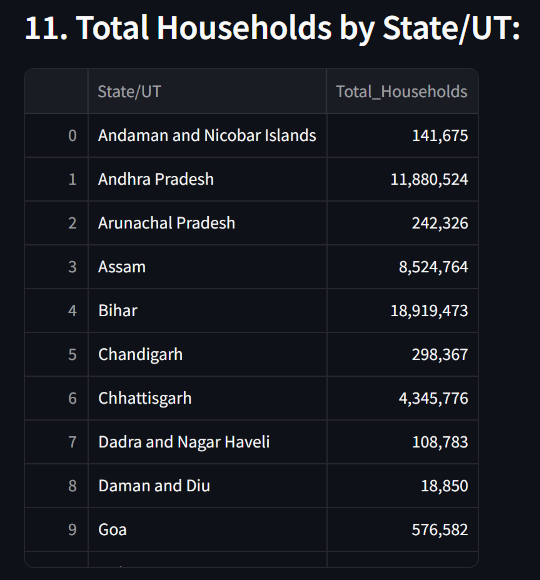 11. Total Households by State/UT:
State/UT Total_Households
0 Andaman and Nicobar Islands 141,675
1 Andhra Pradesh 11,880,524
2 Arunachal Pradesh 242,326
3 Assam 8,524,764
4 Bihar 18,919,473
5 Chandigarh 298,367
6 Chhattisgarh 4,345,776
7 Dadra and Nagar Haveli 108,783
8 Daman and Diu 18,850
9 Goa 576,582